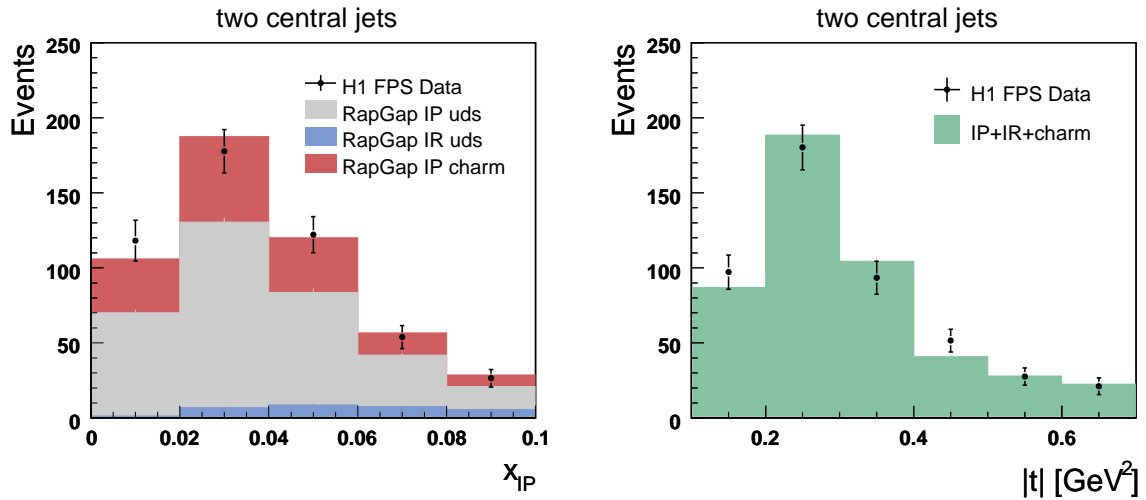 two central jets
Events
250
200
150
100
50
0
H1 FPS Data
RapGap IP uds
RapGap IR uds
RapGap IP charm
0 0.02 0.04 0.06 0.08 0.1
x_IP
two central jets
Events
250
200
150
100
50
0
H1 FPS Data
IP+IR+charm
0.2 0.4 0.6
|t| [GeV²]